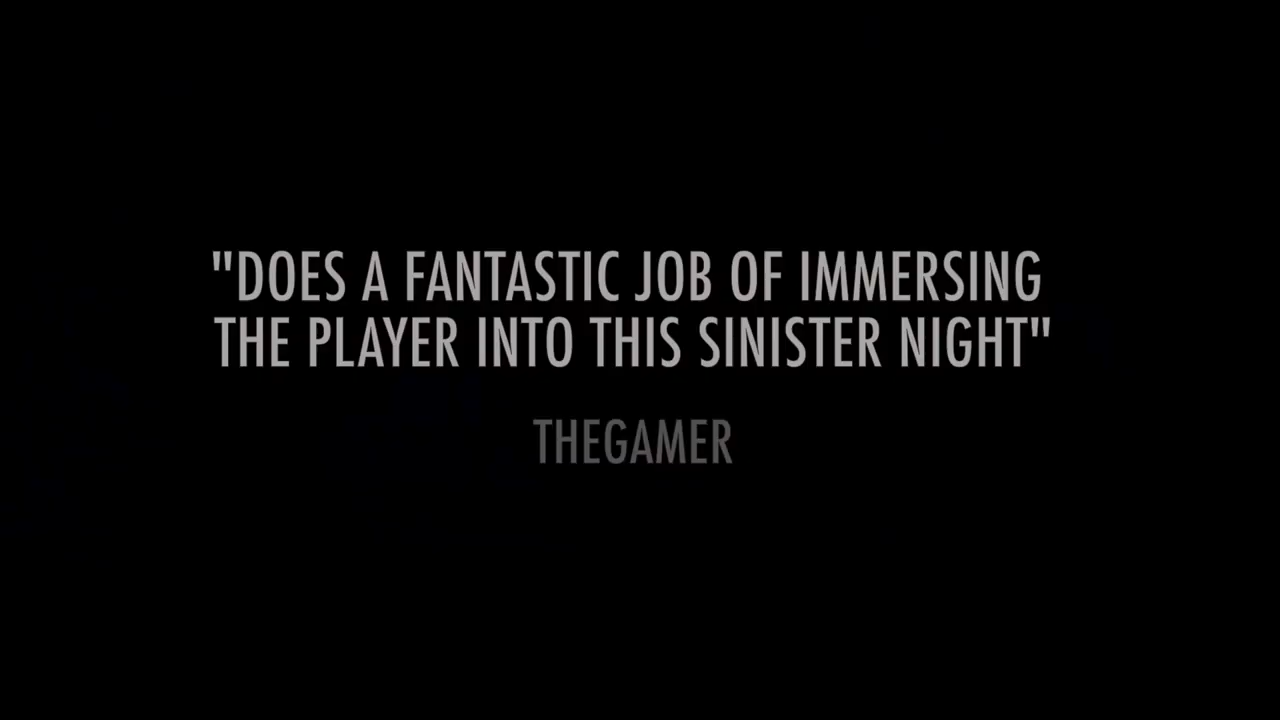 "DOES A FANTASTIC JOB OF IMMERSING
THE PLAYER INTO THIS SINISTER NIGHT"
THEGAMER